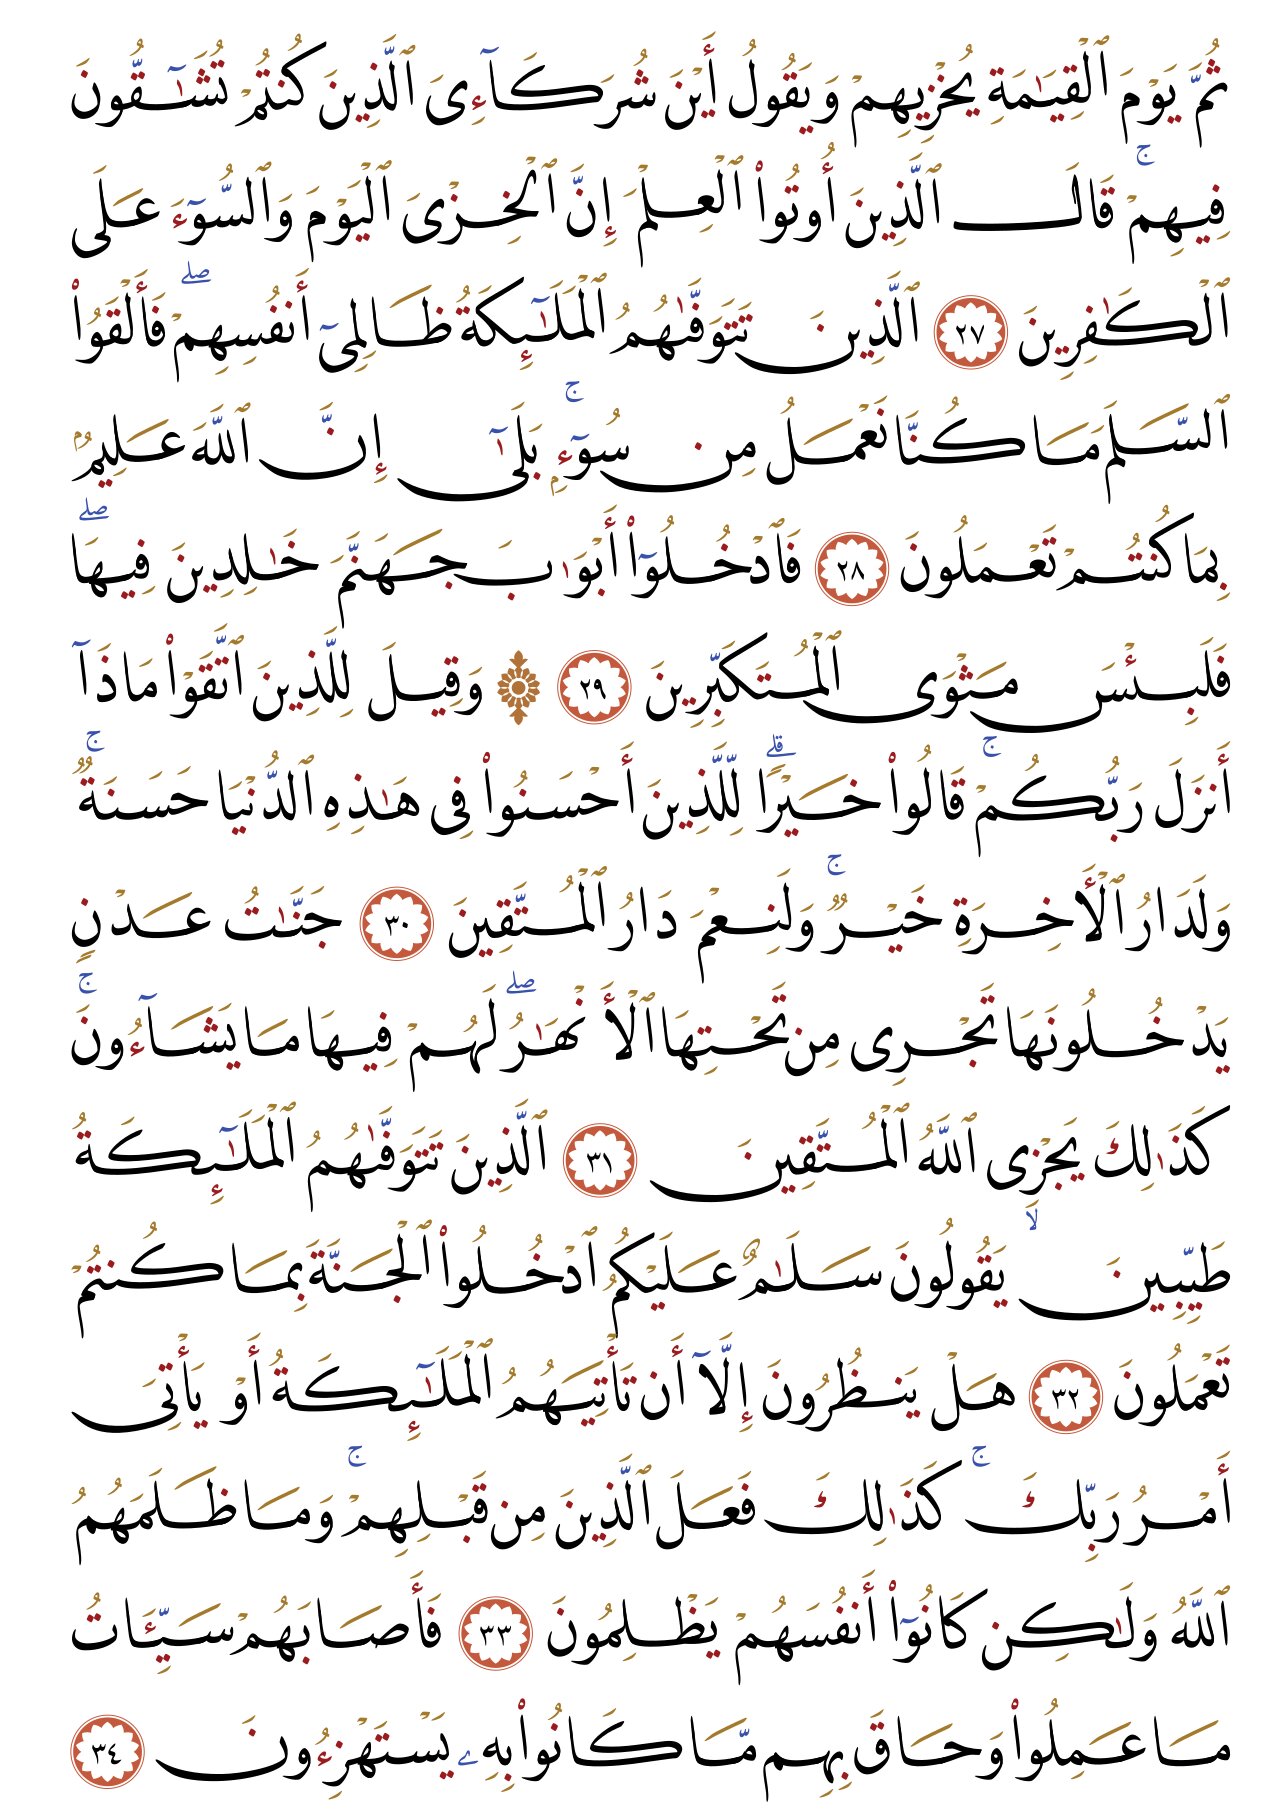 ثُمَّ يَوْمَ ٱلْقِيَـٰمَةِ يُخْزِيهِمْ وَيَقُولُ أَيْنَ شُرَكَآءِىَ ٱلَّذِينَ كُنتُمْ تُشَـٰٓقُّونَ
فِيهِمْ ۚ قَالَ ٱلَّذِينَ أُوتُوا۟ ٱلْعِلْمَ إِنَّ ٱلْخِزْىَ ٱلْيَوْمَ وَٱلسُّوٓءَ عَلَى
ٱلْكَـٰفِرِينَ ٢٧ ٱلَّذِينَ تَتَوَفَّىٰهُمُ ٱلْمَلَـٰٓئِكَةُ ظَالِمِىٓ أَنفُسِهِمْ ۖ فَأَلْقَوُا۟
ٱلسَّلَمَ مَا كُنَّا نَعْمَلُ مِن سُوٓءٍۭ ۚ بَلَىٰٓ إِنَّ ٱللَّهَ عَلِيمٌۢ
بِمَا كُنتُمْ تَعْمَلُونَ ٢٨ فَٱدْخُلُوٓا۟ أَبْوَٰبَ جَهَنَّمَ خَـٰلِدِينَ فِيهَا ۖ
فَلَبِئْسَ مَثْوَى ٱلْمُتَكَبِّرِينَ ٢٩ ۞ وَقِيلَ لِلَّذِينَ ٱتَّقَوْا۟ مَاذَآ
أَنزَلَ رَبُّكُمْ ۚ قَالُوا۟ خَيْرًا ۗ لِّلَّذِينَ أَحْسَنُوا۟ فِى هَـٰذِهِ ٱلدُّنْيَا حَسَنَةٌ ۚ
وَلَدَارُ ٱلْـَٔاخِرَةِ خَيْرٌ ۚ وَلَنِعْمَ دَارُ ٱلْمُتَّقِينَ ٣٠ جَنَّـٰتُ عَدْنٍ
يَدْخُلُونَهَا تَجْرِى مِن تَحْتِهَا ٱلْأَنْهَـٰرُ ۖ لَهُمْ فِيهَا مَا يَشَآءُونَ ۚ
كَذَٰلِكَ يَجْزِى ٱللَّهُ ٱلْمُتَّقِينَ ٣١ ٱلَّذِينَ تَتَوَفَّىٰهُمُ ٱلْمَلَـٰٓئِكَةُ
طَيِّبِينَ ۙ يَقُولُونَ سَلَـٰمٌ عَلَيْكُمُ ٱدْخُلُوا۟ ٱلْجَنَّةَ بِمَا كُنتُمْ
تَعْمَلُونَ ٣٢ هَلْ يَنظُرُونَ إِلَّآ أَن تَأْتِيَهُمُ ٱلْمَلَـٰٓئِكَةُ أَوْ يَأْتِىَ
أَمْرُ رَبِّكَ ۚ كَذَٰلِكَ فَعَلَ ٱلَّذِينَ مِن قَبْلِهِمْ ۚ وَمَا ظَلَمَهُمُ
ٱللَّهُ وَلَـٰكِن كَانُوٓا۟ أَنفُسَهُمْ يَظْلِمُونَ ٣٣ فَأَصَابَهُمْ سَيِّـَٔاتُ
مَا عَمِلُوا۟ وَحَاقَ بِهِم مَّا كَانُوا۟ بِهِۦ يَسْتَهْزِءُونَ ٣٤